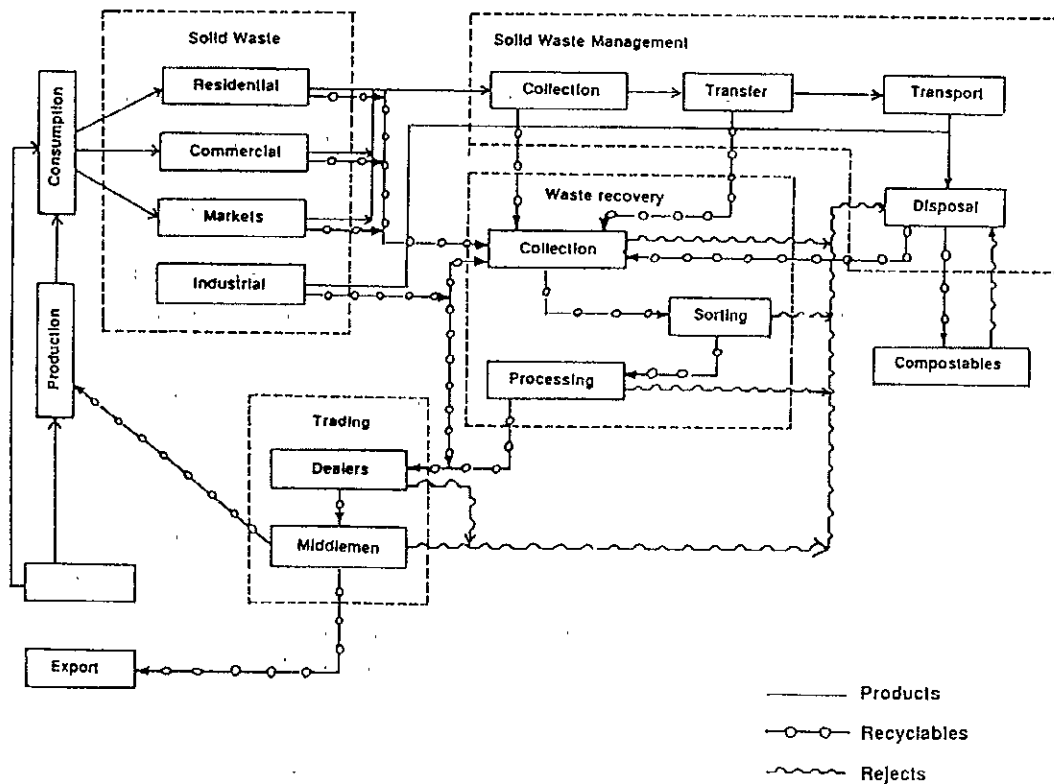 Solid Waste
Solid Waste Management
Residential
Collection
Transfer
Transport
Consumption
Commercial
Waste recovery
Markets
Disposal
Collection
Industrial
Sorting
Production
Compostables
Processing
Trading
Dealers
Middlemen
Export
Products
Recyclables
Rejects